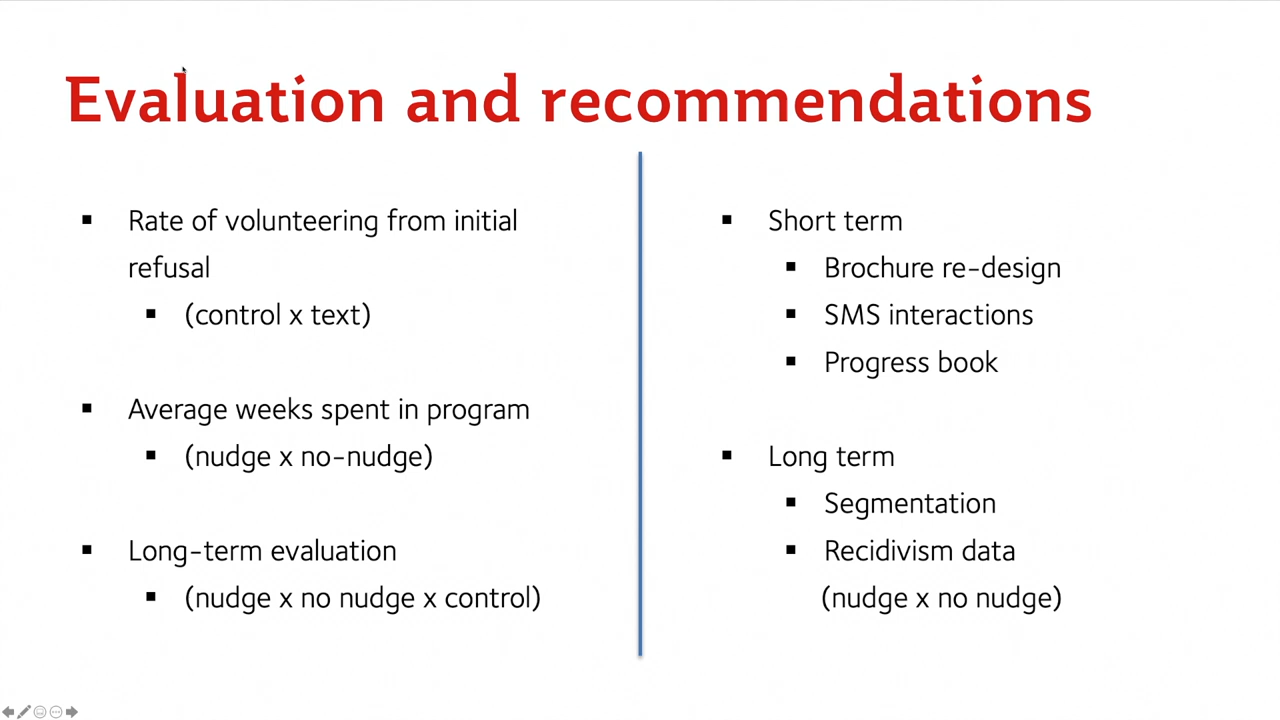 Evaluation and recommendations
▪ Rate of volunteering from initial
refusal
▪ (control x text)
▪ Average weeks spent in program
▪ (nudge x no-nudge)
▪ Long-term evaluation
▪ (nudge x no nudge x control)
▪ Short term
▪ Brochure re-design
▪ SMS interactions
▪ Progress book
▪ Long term
▪ Segmentation
▪ Recidivism data
(nudge x no nudge)